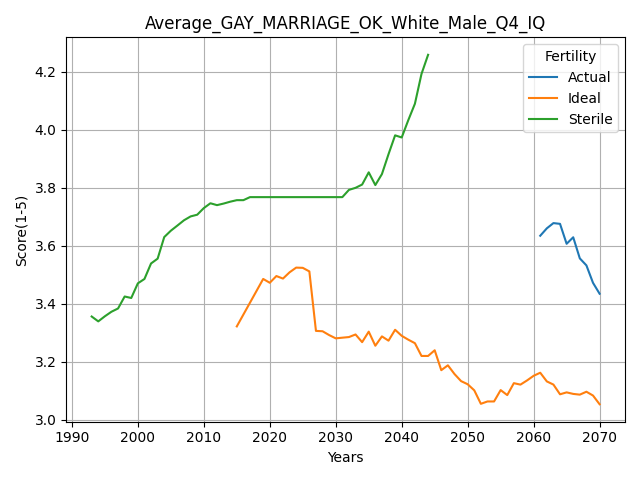 Average_GAY_MARRIAGE_OK_White_Male_Q4_IQ
Fertility
Actual
Ideal
Sterile
Score(1-5)
4.2
4.0
3.8
3.6
3.4
3.2
3.0
1990 2000 2010 2020 2030 2040 2050 2060 2070
Years